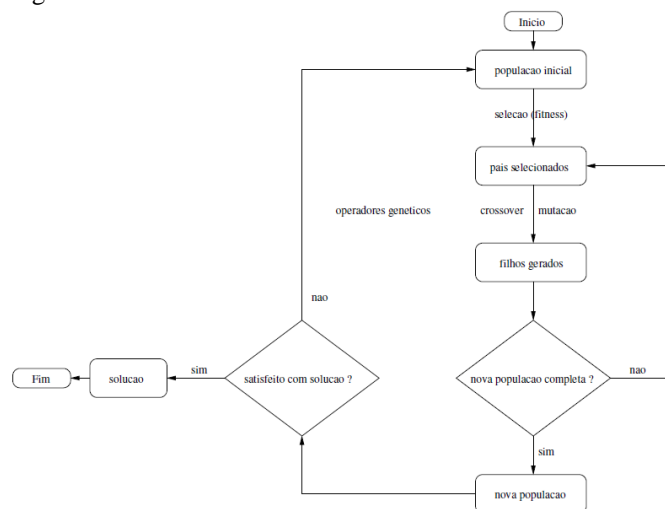 Inicio
populacao inicial
selecao (fitness)
pais selecionados
operadores geneticos
crossover
mutacao
filhos gerados
nao
Fim
solucao
sim
satisfeito com solucao ?
nova populacao completa ?
nao
sim
nova populacao